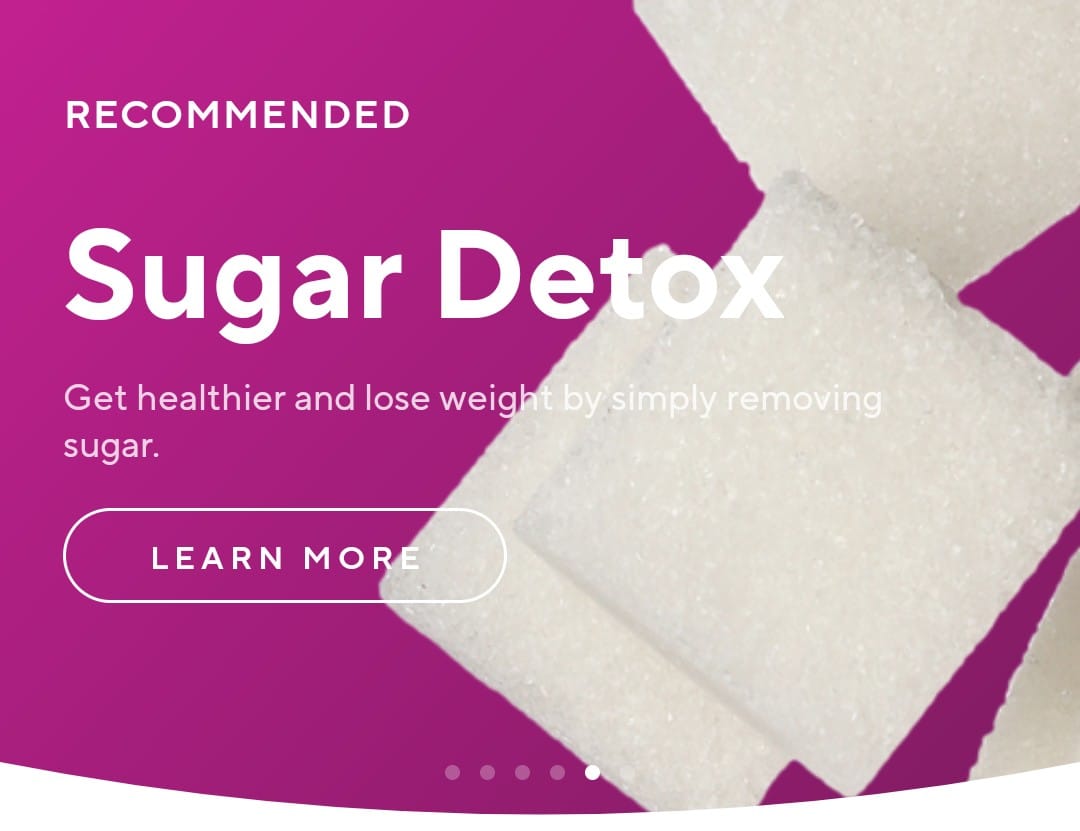 RECOMMENDED
Sugar Detox
Get healthier and lose weight by simply removing
sugar.
LEARN MORE